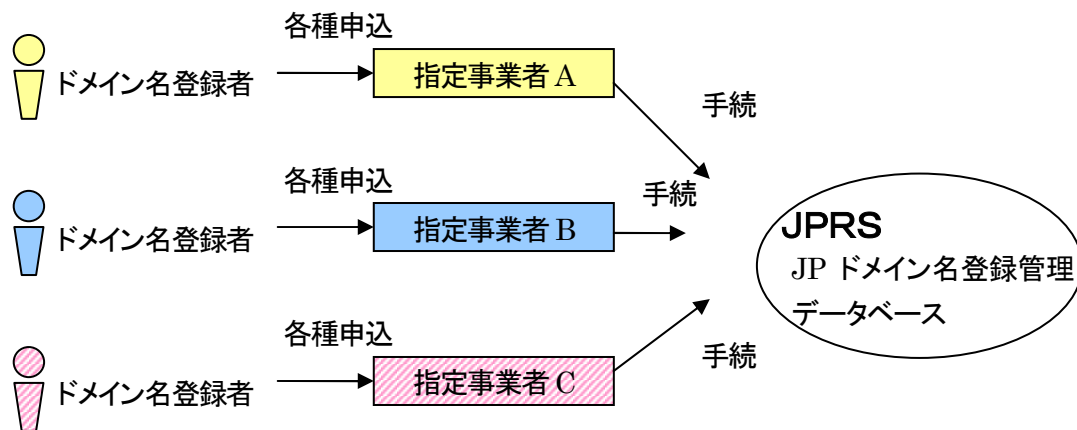 各種申込
ドメイン名登録者
指定事業者 A
手続
各種申込
ドメイン名登録者
指定事業者 B
手続
JPRS
JP ドメイン名登録管理
データベース
各種申込
ドメイン名登録者
指定事業者 C
手続